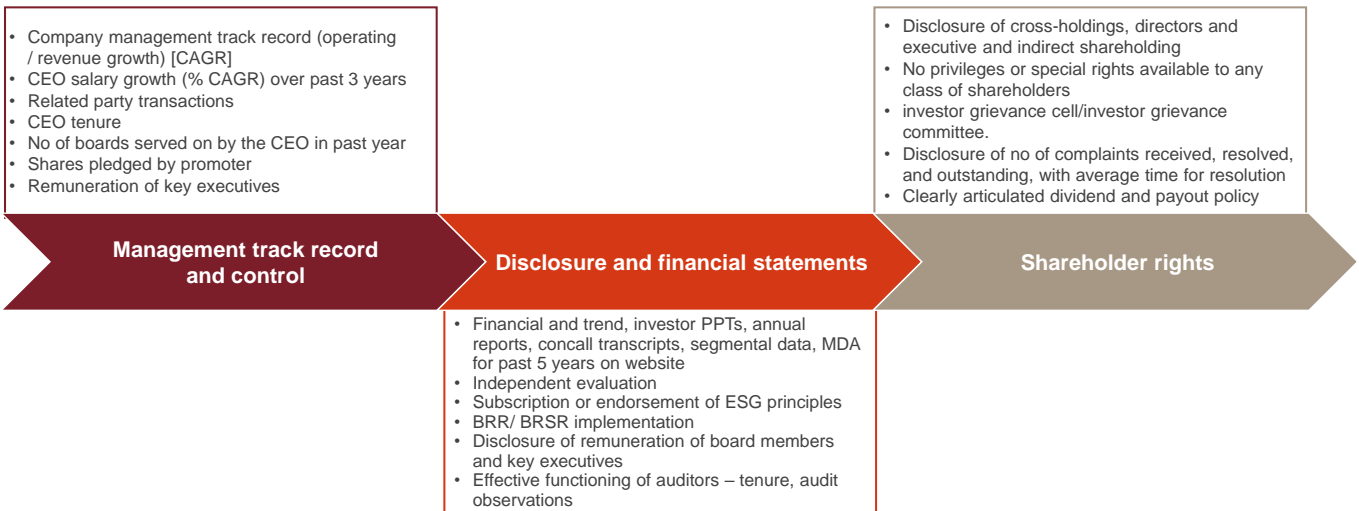 • Company management track record (operating
/ revenue growth) [CAGR]
• CEO salary growth (% CAGR) over past 3 years
• Related party transactions
• CEO tenure
• No of boards served on by the CEO in past year
• Shares pledged by promoter
• Remuneration of key executives
Management track record
and control
Disclosure and financial statements
• Financial and trend, investor PPTs, annual
reports, concall transcripts, segmental data, MDA
for past 5 years on website
• Independent evaluation
• Subscription or endorsement of ESG principles
• BRR/ BRSR implementation
• Disclosure of remuneration of board members
and key executives
• Effective functioning of auditors – tenure, audit
observations
• Disclosure of cross-holdings, directors and
executive and indirect shareholding
• No privileges or special rights available to any
class of shareholders
• investor grievance cell/investor grievance
committee.
• Disclosure of no of complaints received, resolved,
and outstanding, with average time for resolution
• Clearly articulated dividend and payout policy
Shareholder rights